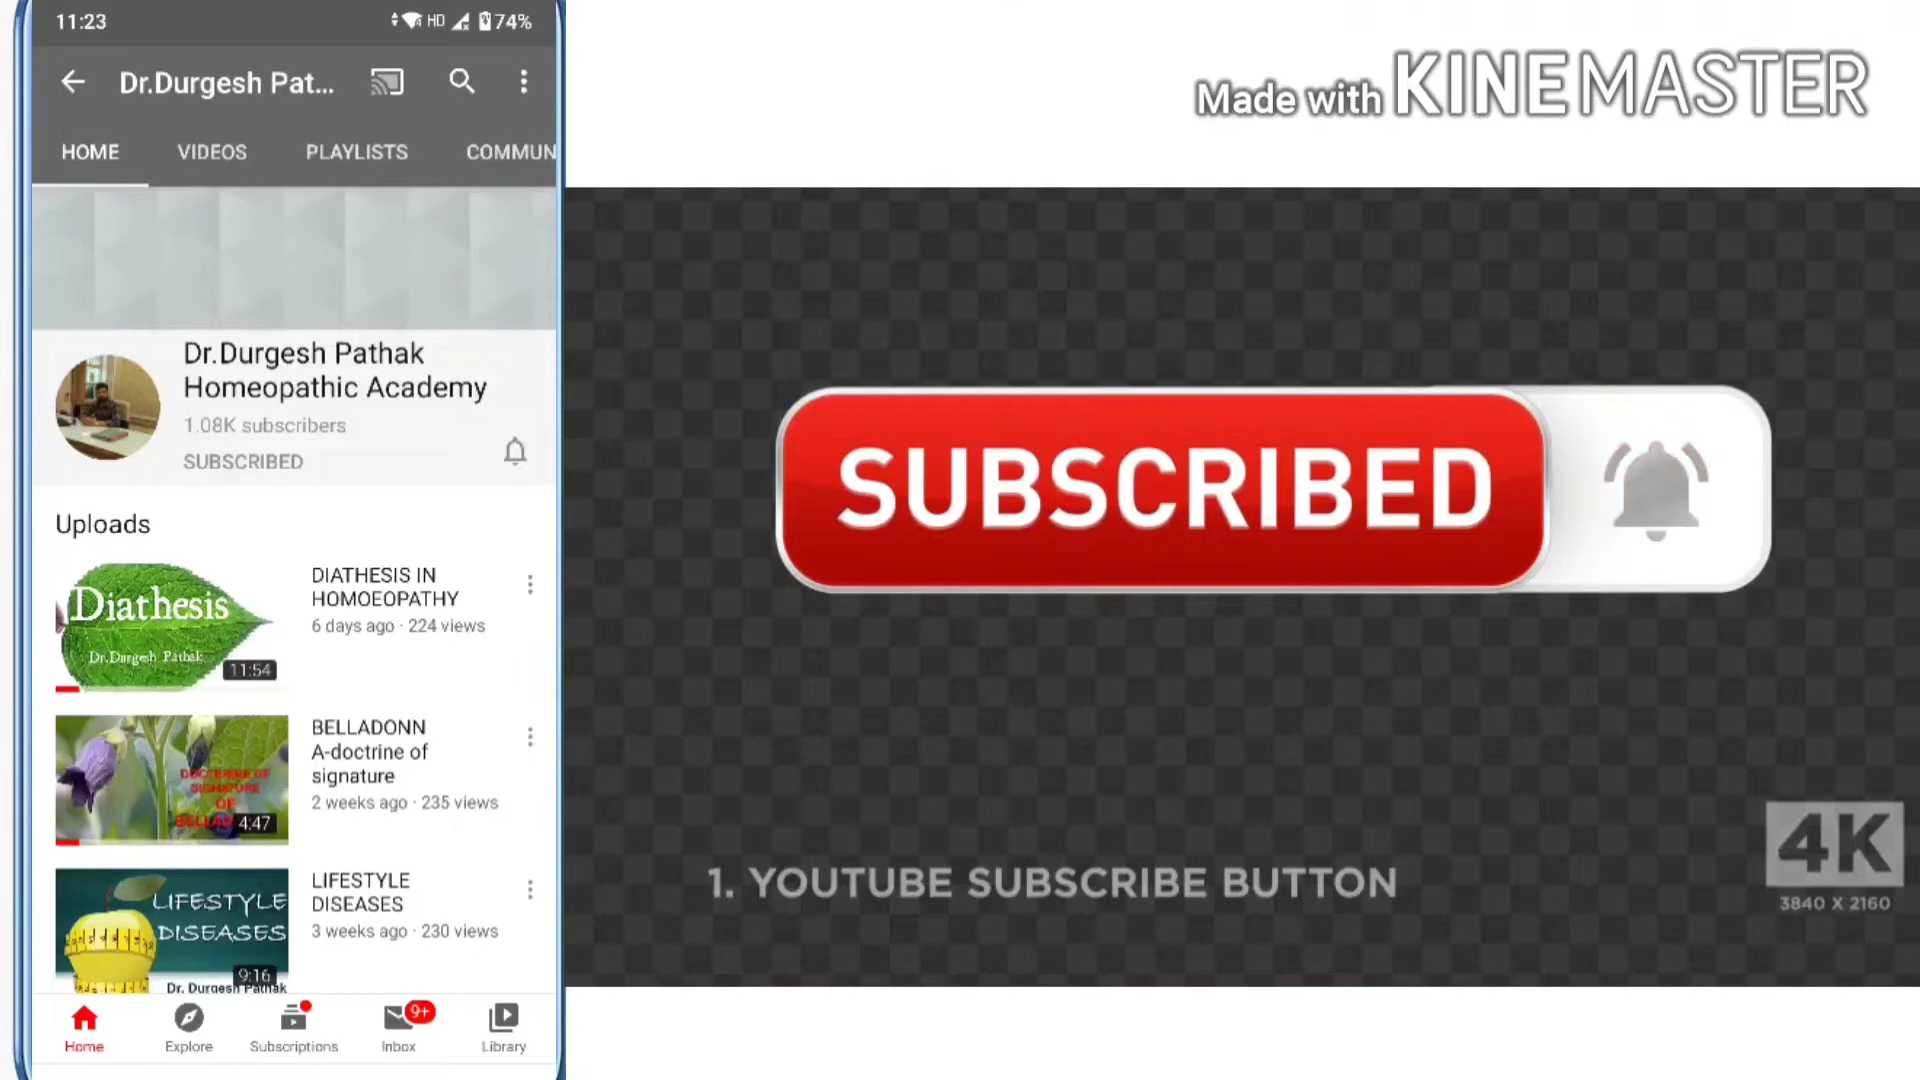 11:23
HD
74%
Dr.Durgesh Pat...
HOME VIDEOS PLAYLISTS COMMUN
Dr.Durgesh Pathak
Homeopathic Academy
1.08K subscribers
SUBSCRIBED
Uploads
Diathesis
Dr.Durgesh Pathak
11:54
DIATHESIS IN
HOMOEOPATHY
6 days ago · 224 views
DOCTERINE OF
SIGNATURE
OF
4:47
BELLADONN
A-doctrine of
signature
2 weeks ago · 235 views
LIFESTYLE
DISEASES
9:16
Dr. Durgesh Pathak
LIFESTYLE
DISEASES
3 weeks ago · 230 views
9+
Home Explore Subscriptions Inbox Library
Made with KINEMASTER
SUBSCRIBED
1. YOUTUBE SUBSCRIBE BUTTON
4K
3840 X 2160